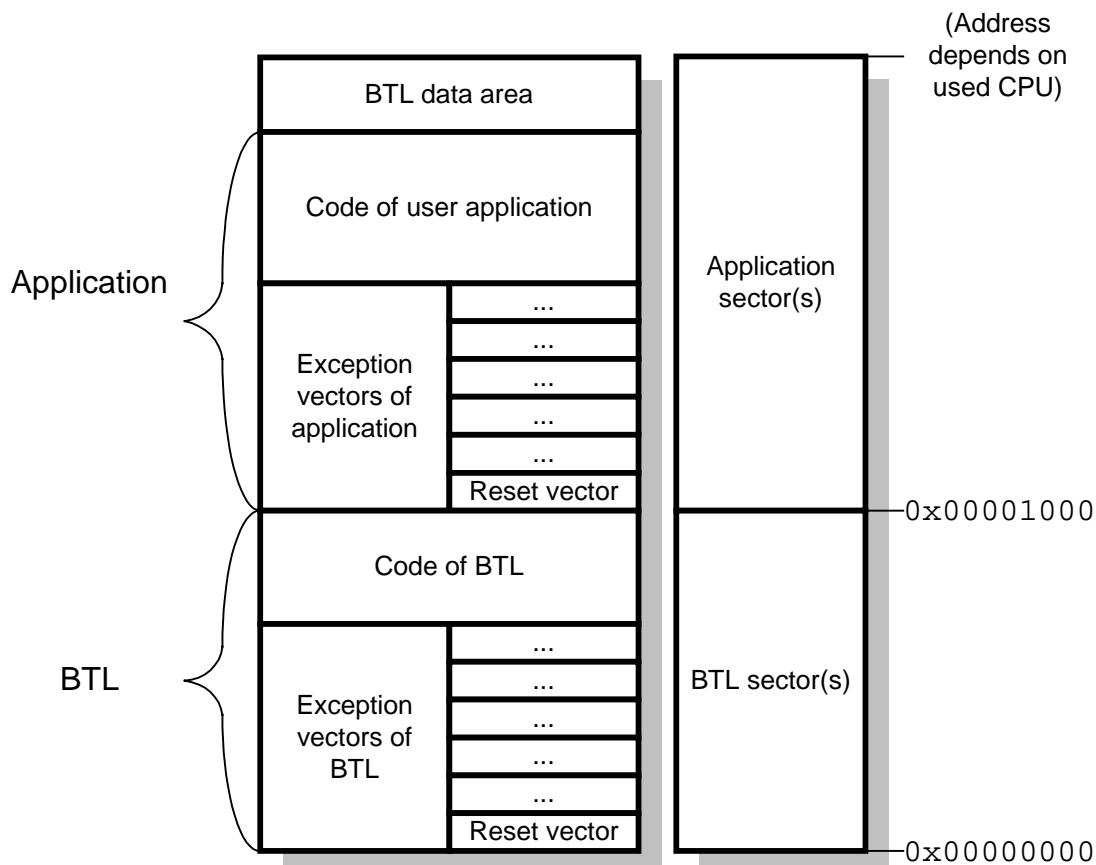 (Address
depends on
used CPU)
BTL data area
Code of user application
Application
Exception
vectors of
application
...
...
...
...
...
Reset vector
Application
sector(s)
0x00001000
Code of BTL
BTL
Exception
vectors of
BTL
...
...
...
...
...
Reset vector
BTL sector(s)
0x00000000